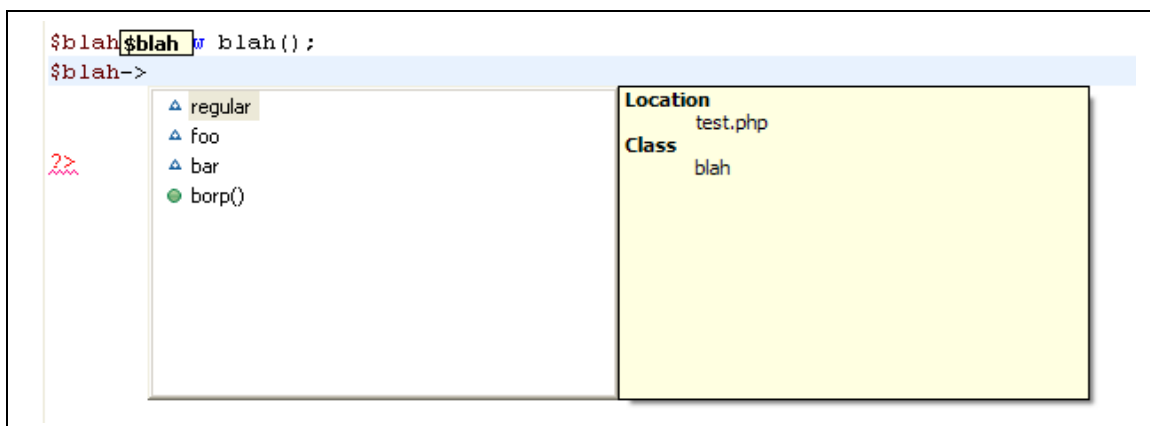 $blah $blah w blah();
$blah->
regular
foo
bar
borp()
?>
Location
test.php
Class
blah